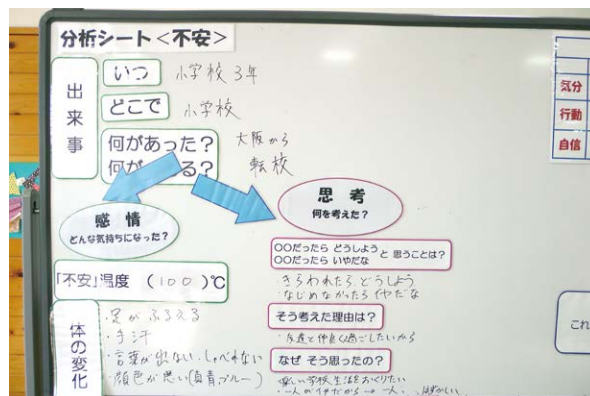 分析シート＜不安＞
出来事
いつ
小学校3年
どこで
小学校
何があった？
何が る？
大阪から
転校
感情
どんな気持ちになった？
思考
何を考えた？
〇〇だったら どうしよう
〇〇だったら いやだな
と 思うことは？
「不安」温度 (100)℃
・きらわれたら どうしよう
・なじめなかったら イヤだな
体の変化
・足が ふるえる
・手汗
・言葉が出ない・しゃべれない
・顔色が悪い(真青ブルー)
そう考えた理由は？
・友達と仲良く過ごしたいから
なぜ そう思ったの？
楽しい学校生活をおくりたい
・一人がイヤだから→一人、はずかしい
気分
行動
自信
これ